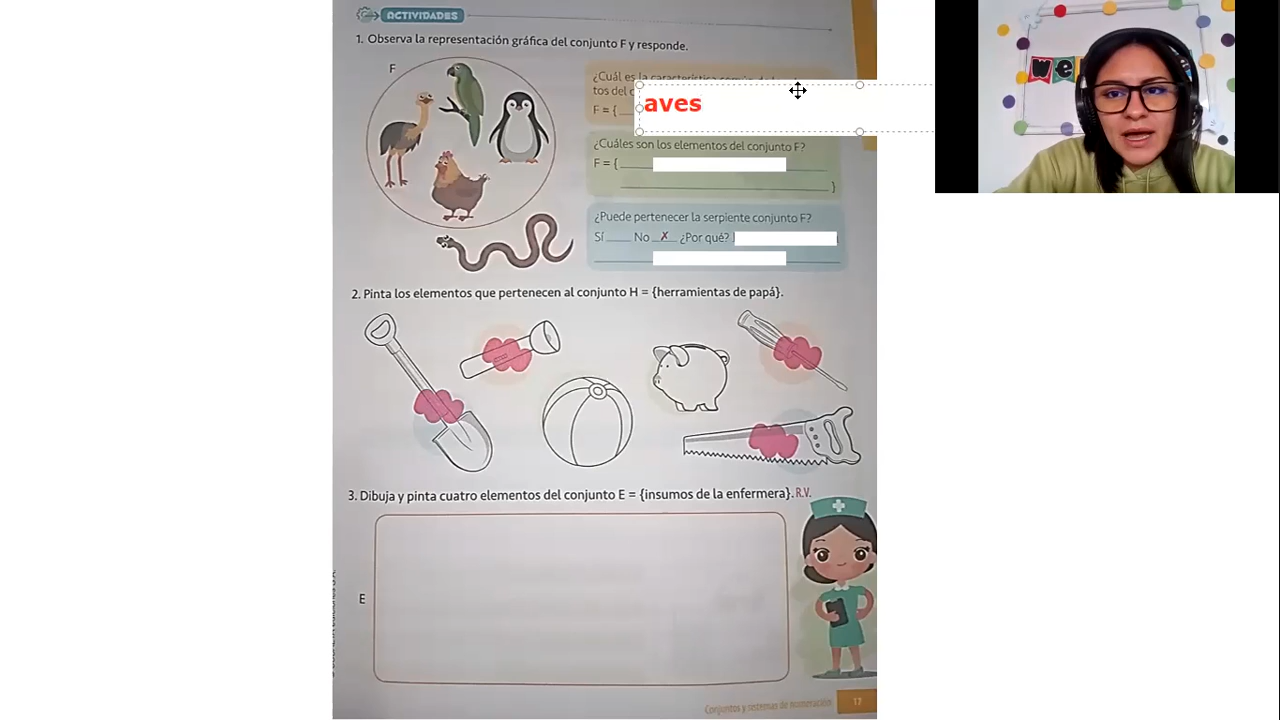 ACTIVIDADES
1. Observa la representación gráfica del conjunto F y responde.
F
¿Cuál es la característica
tos del c
F = {
aves
¿Cuáles son los elementos del conjunto F?
F = {
}
¿Puede pertenecer la serpiente conjunto F?
Sí ____ No _X_ ¿Por qué?
2. Pinta los elementos que pertenecen al conjunto H = {herramientas de papá}.
3. Dibuja y pinta cuatro elementos del conjunto E = {insumos de la enfermera}. R.V.
E
Conjuntos y sistemas de numeración
17
WE